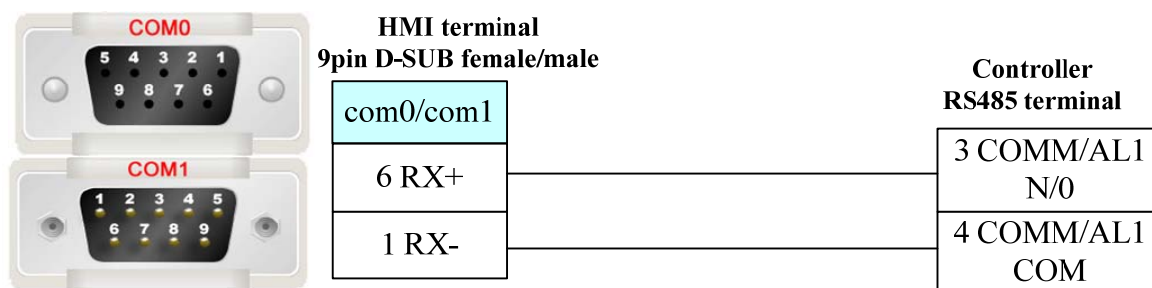 COM0
5 4 3 2 1
9 8 7 6
COM1
1 2 3 4 5
6 7 8 9
HMI terminal
9pin D-SUB female/male
com0/com1
6 RX+
1 RX-
Controller
RS485 terminal
3 COMM/AL1
N/0
4 COMM/AL1
COM